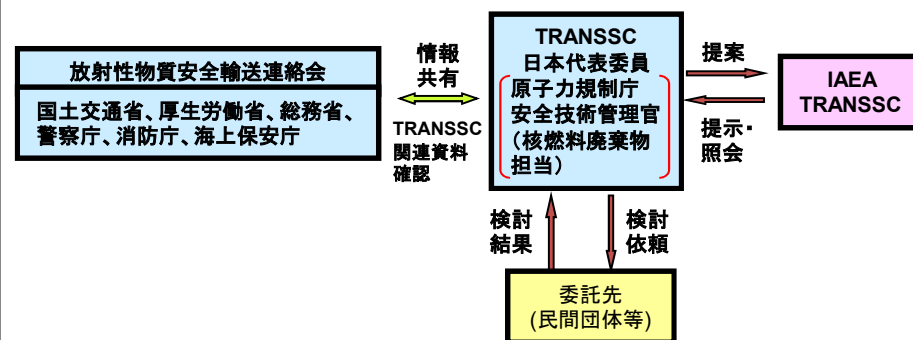 放射性物質安全輸送連絡会
国土交通省、厚生労働省、総務省、
警察庁、消防庁、海上保安庁
情報
共有
TRANSSC
関連資料
確認
TRANSSC
日本代表委員
原子力規制庁
安全技術管理官
(核燃料廃棄物
担当)
提案
提示・
照会
IAEA
TRANSSC
検討
結果
検討
依頼
委託先
(民間団体等)